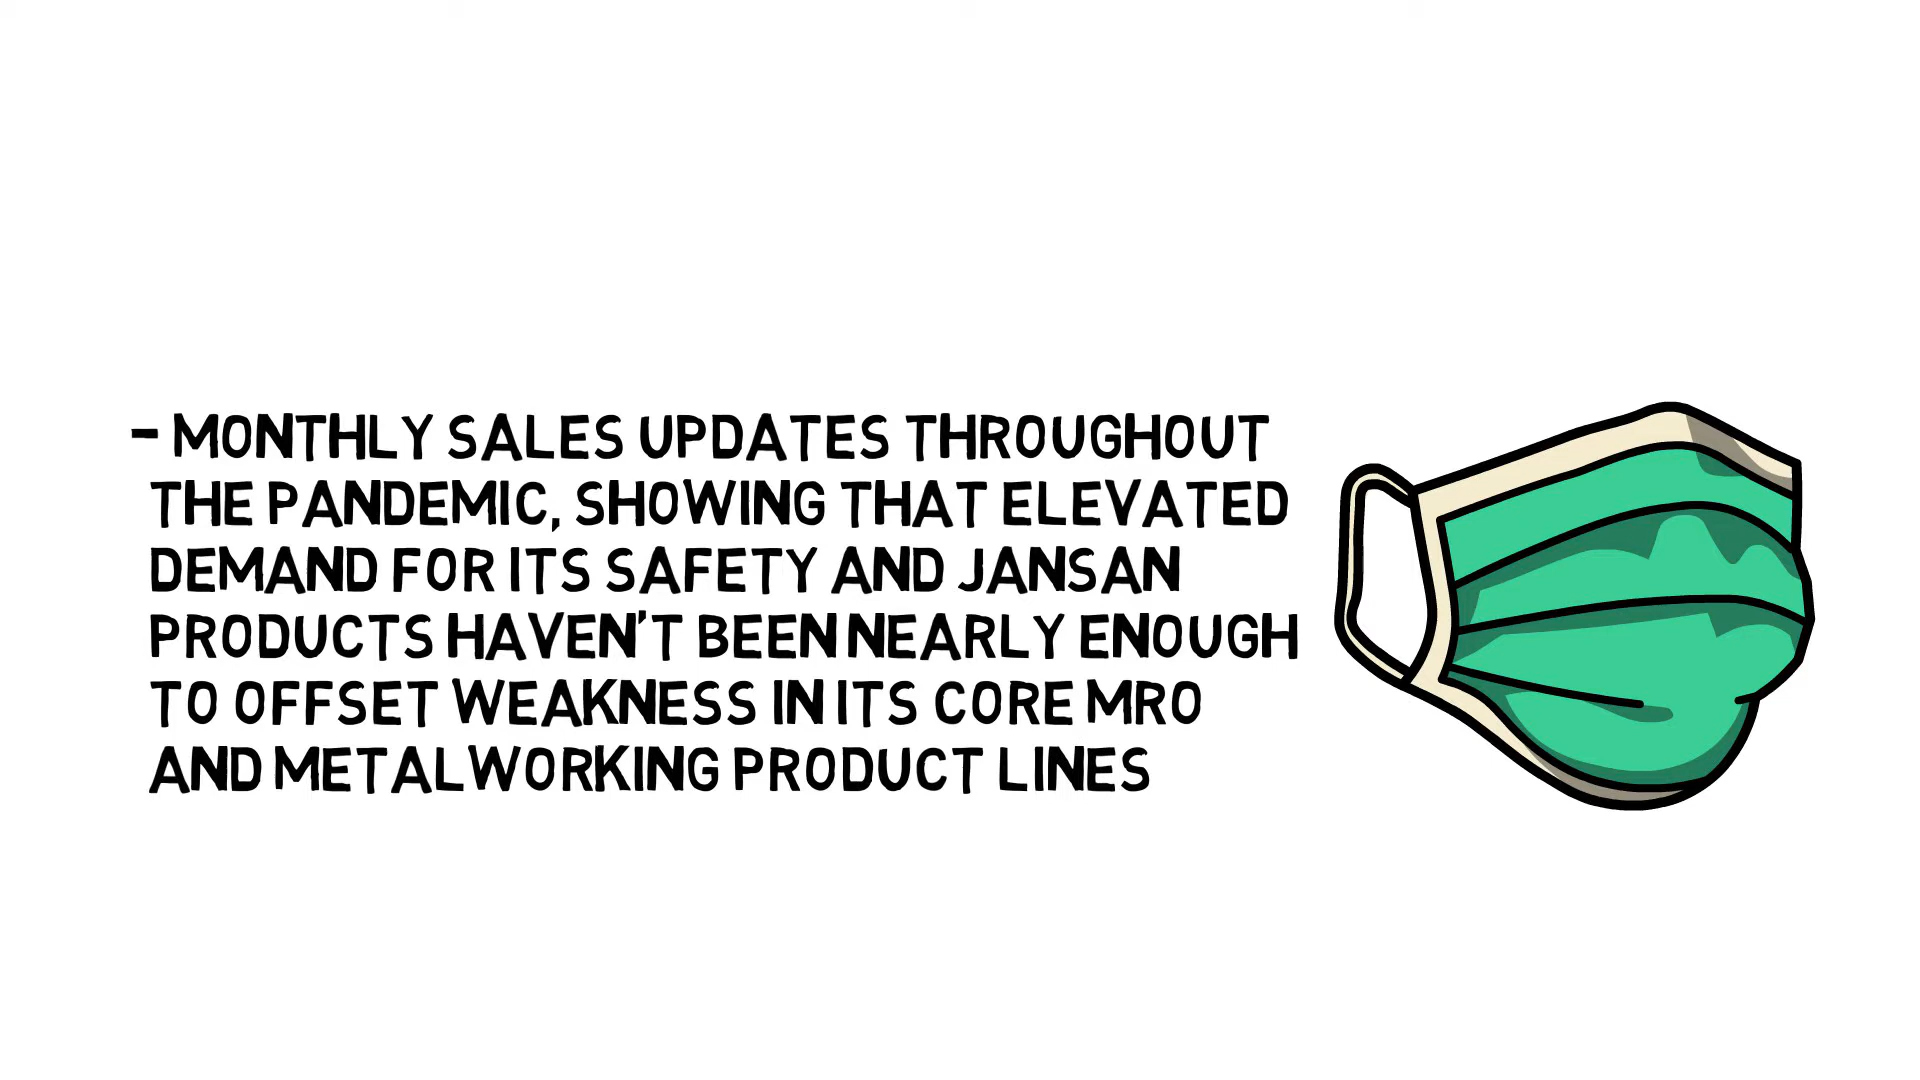 - MONTHLY SALES UPDATES THROUGHOUT
THE PANDEMIC, SHOWING THAT ELEVATED
DEMAND FOR ITS SAFETY AND JANSAN
PRODUCTS HAVEN'T BEEN NEARLY ENOUGH
TO OFFSET WEAKNESS IN ITS CORE MRO
AND METALWORKING PRODUCT LINES